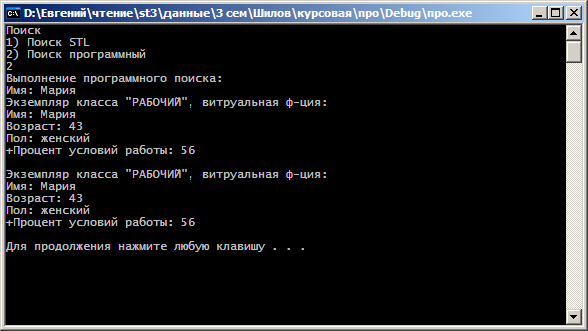 D:\Евгений\чтение\st3\данные\3 сем\Шилов\курсовая\про\Debug\про.exe
Поиск
1) Поиск STL
2) Поиск программный
2
Выполнение программного поиска:
Имя: Мария
Экземпляр класса "РАБОЧИЙ", витруальная ф-ция:
Имя: Мария
Возраст: 43
Пол: женский
+Процент условий работы: 56
Экземпляр класса "РАБОЧИЙ", витруальная ф-ция:
Имя: Мария
Возраст: 43
Пол: женский
+Процент условий работы: 56
Для продолжения нажмите любую клавишу . . .